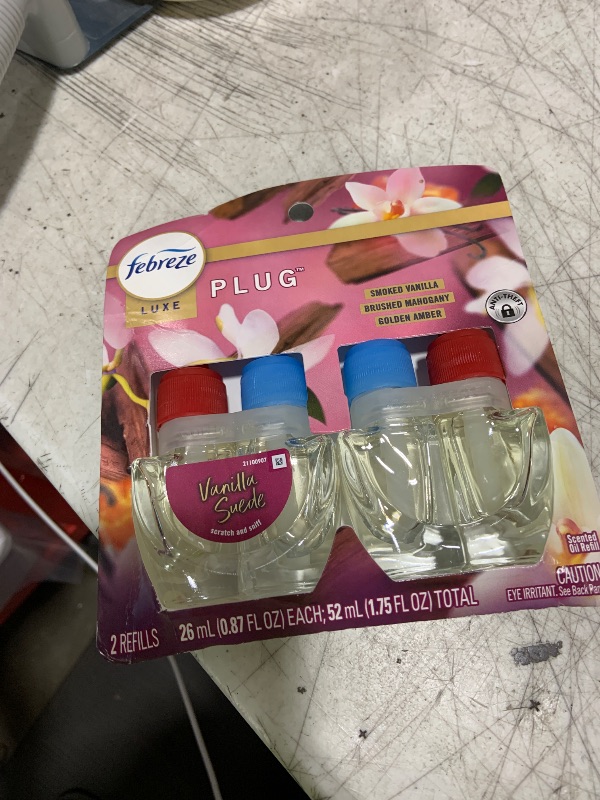 febreze
LUXE
PLUG™
SMOKED VANILLA
BRUSHED MAHOGANY
GOLDEN AMBER
ANTI-THEFT
21100907
Vanilla
Suede
scratch and sniff
Scented
Oil Refill
CAUTION
EYE IRRITANT. See Back Pan
2 REFILLS
26 mL (0.87 FL OZ) EACH; 52 mL (1.75 FL OZ) TOTAL